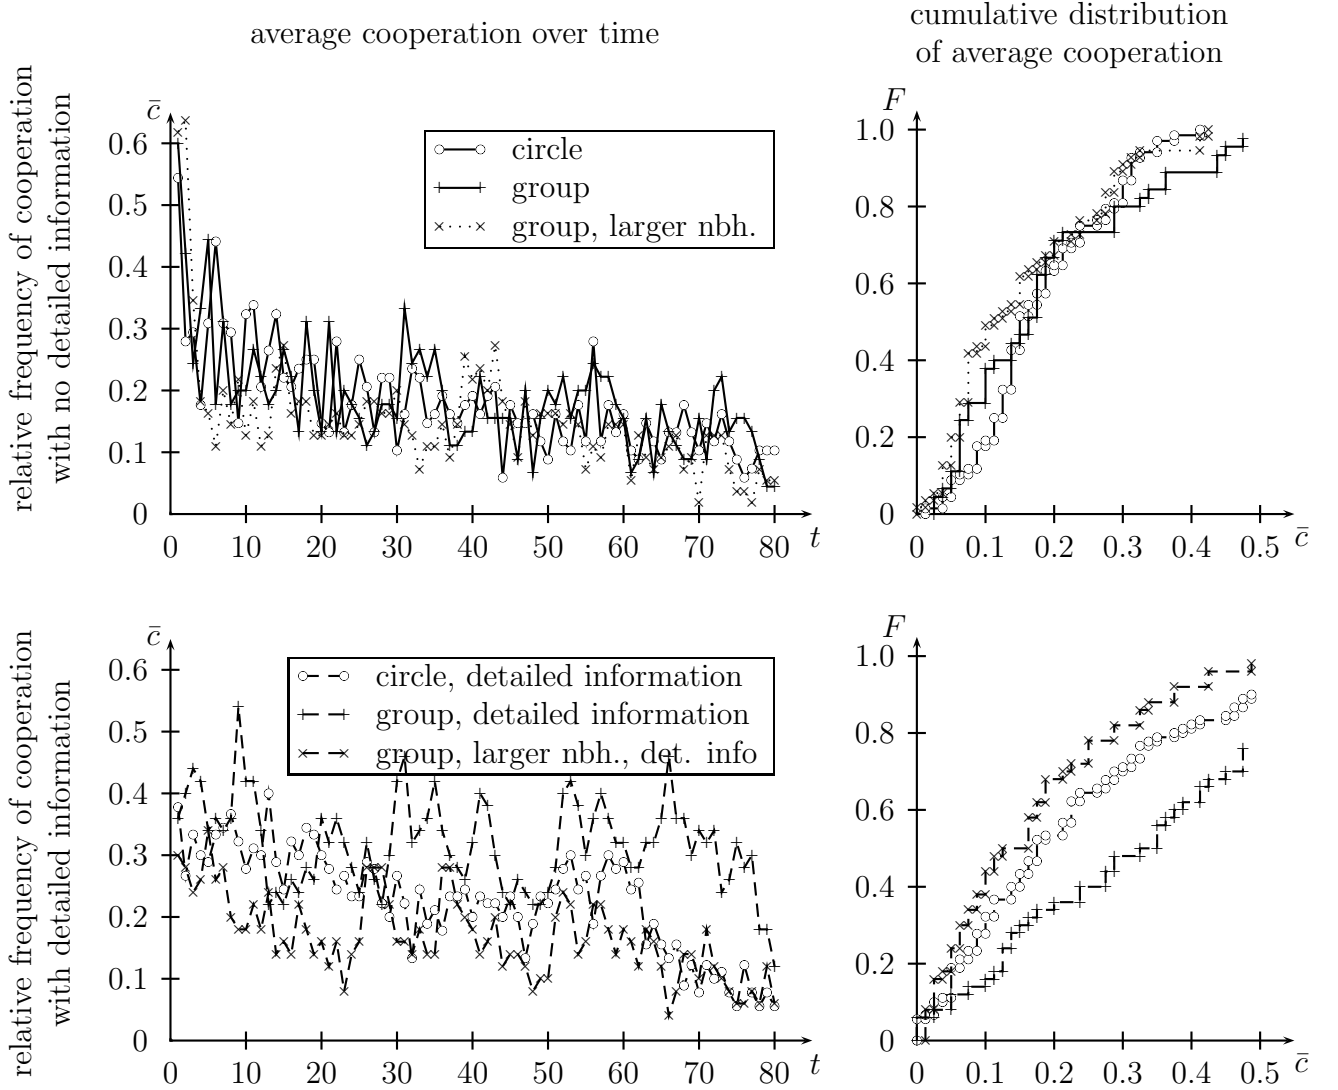 average cooperation over time
cumulative distribution
of average cooperation
relative frequency of cooperation
with no detailed information
c̄
0.6
0.5
0.4
0.3
0.2
0.1
0
0 10 20 30 40 50 60 70 80 t
circle
group
group, larger nbh.
F
1.0
0.8
0.6
0.4
0.2
0
0 0.1 0.2 0.3 0.4 0.5 c̄
relative frequency of cooperation
with detailed information
c̄
0.6
0.5
0.4
0.3
0.2
0.1
0
0 10 20 30 40 50 60 70 80 t
circle, detailed information
group, detailed information
group, larger nbh., det. info
F
1.0
0.8
0.6
0.4
0.2
0
0 0.1 0.2 0.3 0.4 0.5 c̄